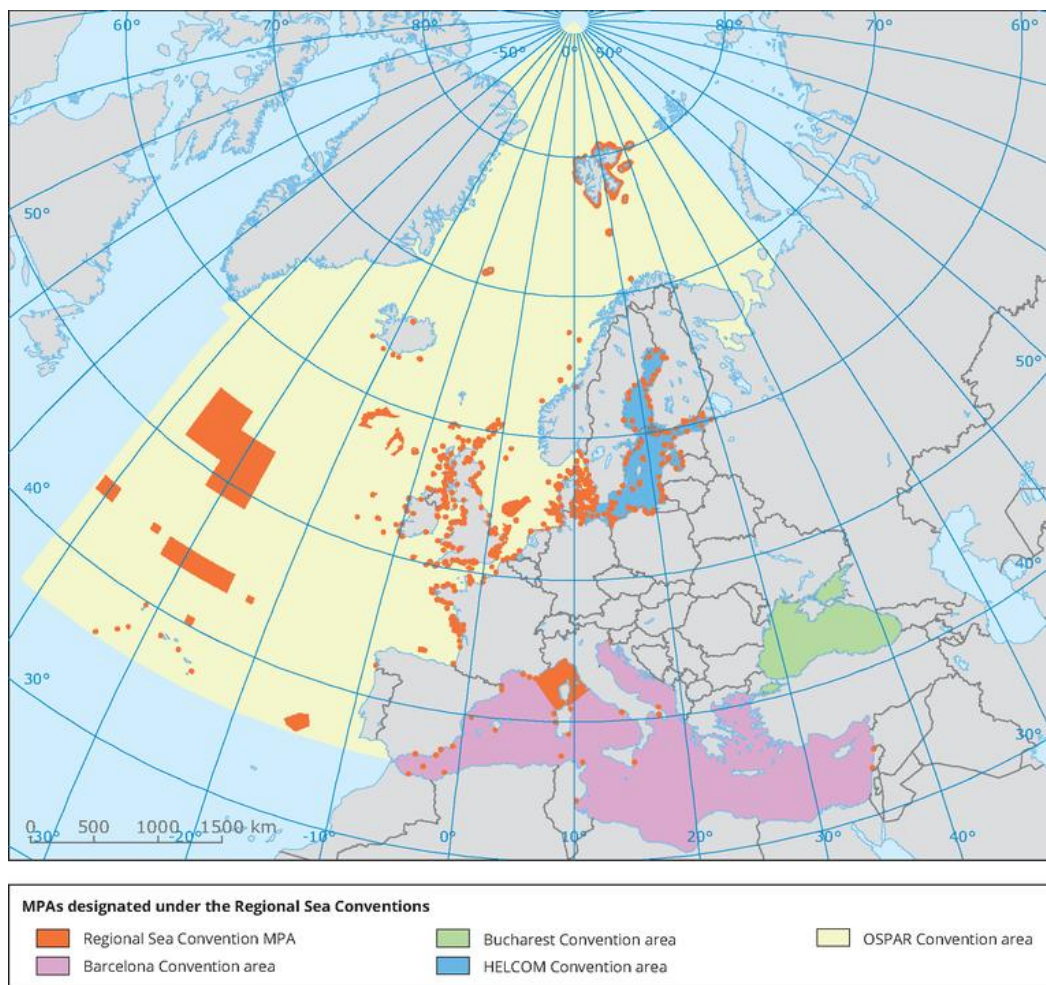 60° 80° 80° 70° 60°
-50° 0° 50°
50°
50°
40°
40°
30°
30°
0 500 1000 1500 km
-30° -20° -10° 0° 10° 20° 30° 40°
MPAs designated under the Regional Sea Conventions
Regional Sea Convention MPA Bucharest Convention area OSPAR Convention area
Barcelona Convention area HELCOM Convention area